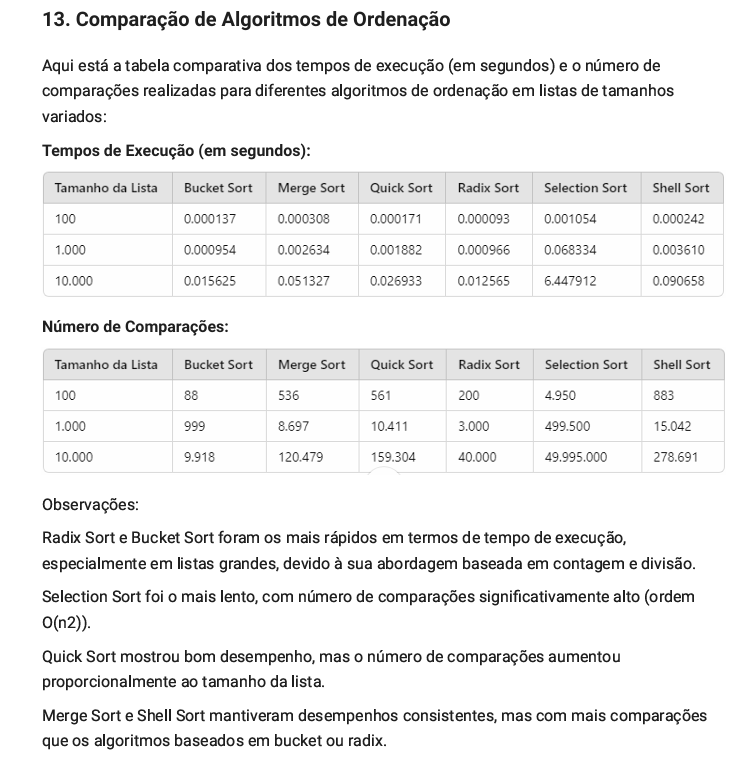 13. Comparação de Algoritmos de Ordenação
Aqui está a tabela comparativa dos tempos de execução (em segundos) e o número de
comparações realizadas para diferentes algoritmos de ordenação em listas de tamanhos
variados:
Tempos de Execução (em segundos):
Tamanho da Lista Bucket Sort Merge Sort Quick Sort Radix Sort Selection Sort Shell Sort
100 0.000137 0.000308 0.000171 0.000093 0.001054 0.000242
1.000 0.000954 0.002634 0.001882 0.000966 0.068334 0.003610
10.000 0.015625 0.051327 0.026933 0.012565 6.447912 0.090658
Número de Comparações:
Tamanho da Lista Bucket Sort Merge Sort Quick Sort Radix Sort Selection Sort Shell Sort
100 88 536 561 200 4.950 883
1.000 999 8.697 10.411 3.000 499.500 15.042
10.000 9.918 120.479 159.304 40.000 49.995.000 278.691
Observações:
Radix Sort e Bucket Sort foram os mais rápidos em termos de tempo de execução,
especialmente em listas grandes, devido à sua abordagem baseada em contagem e divisão.
Selection Sort foi o mais lento, com número de comparações significativamente alto (ordem
O(n2)).
Quick Sort mostrou bom desempenho, mas o número de comparações aumentou
proporcionalmente ao tamanho da lista.
Merge Sort e Shell Sort mantiveram desempenhos consistentes, mas com mais comparações
que os algoritmos baseados em bucket ou radix.